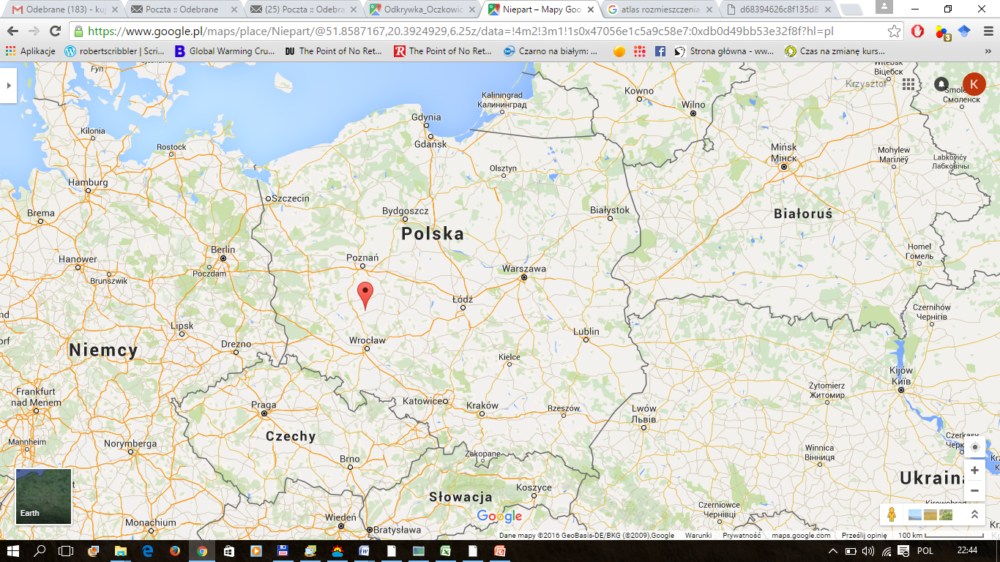 Odebrane (183) - kuj
Poczta :: Odebrane
(25) Poczta :: Odebra
Odkrywka_Oczkowic
Niepart – Mapy Goo
atlas rozmieszczenia
d68394626c8f135d8
https://www.google.pl/maps/place/Niepart/@51.8587167,20.3924929,6.25z/data=!4m2!3m1!1s0x47056e1c5a9c58e7:0xdb0d49bb53e32f8f?hl=pl
3
Aplikacje
robertscribbler | Scri...
Global Warming Cru...
DU The Point of No Ret...
The Point of No Ret...
Czarno na białym: ...
Strona główna - ww...
Czas na zmianę kurs...
»
Fyn
Kaliningrad
Калининград
Kowno
Wilno
Witebsk
Віцебск
Krzysztof
K
Smole
Смоленск
Kilonia
Rostock
Gdynia
Gdańsk
Mińsk
Мінск
Mohylew
Магілёў
Łabkovičy
Лабковічы
Hamburg
Szczecin
Olsztyn
Brema
Bydgoszcz
Białystok
Białoruś
Polska
Berlin
Poczdam
Hanower
Brunszwik
Poznań
Warszawa
Homel
Гомель
Łódź
Czernihów
Чернігів
Lipsk
Drezno
Wrocław
Lublin
Niemcy
Kielce
Kijów
Київ
Frankfurt
nad Menem
Praga
Katowice
Kraków
Rzeszów
Lwów
Львів
Żytomierz
Житомир
Czechy
Mannheim
Norymberga
Brno
Zakopane
Winnica
Вінниця
Czerkasy
Koszyce
Słowacja
Ukraina
Earth
Monachium
Wiedeń
Bratysława
Google
Czerniowce
Чернівці
Kirowohrad
Dane mapy ©2016 GeoBasis-DE/BKG (©2009),Google
Warunki
Prywatność
maps.google.com
Prześlij opinię
100 km
POL
22:44